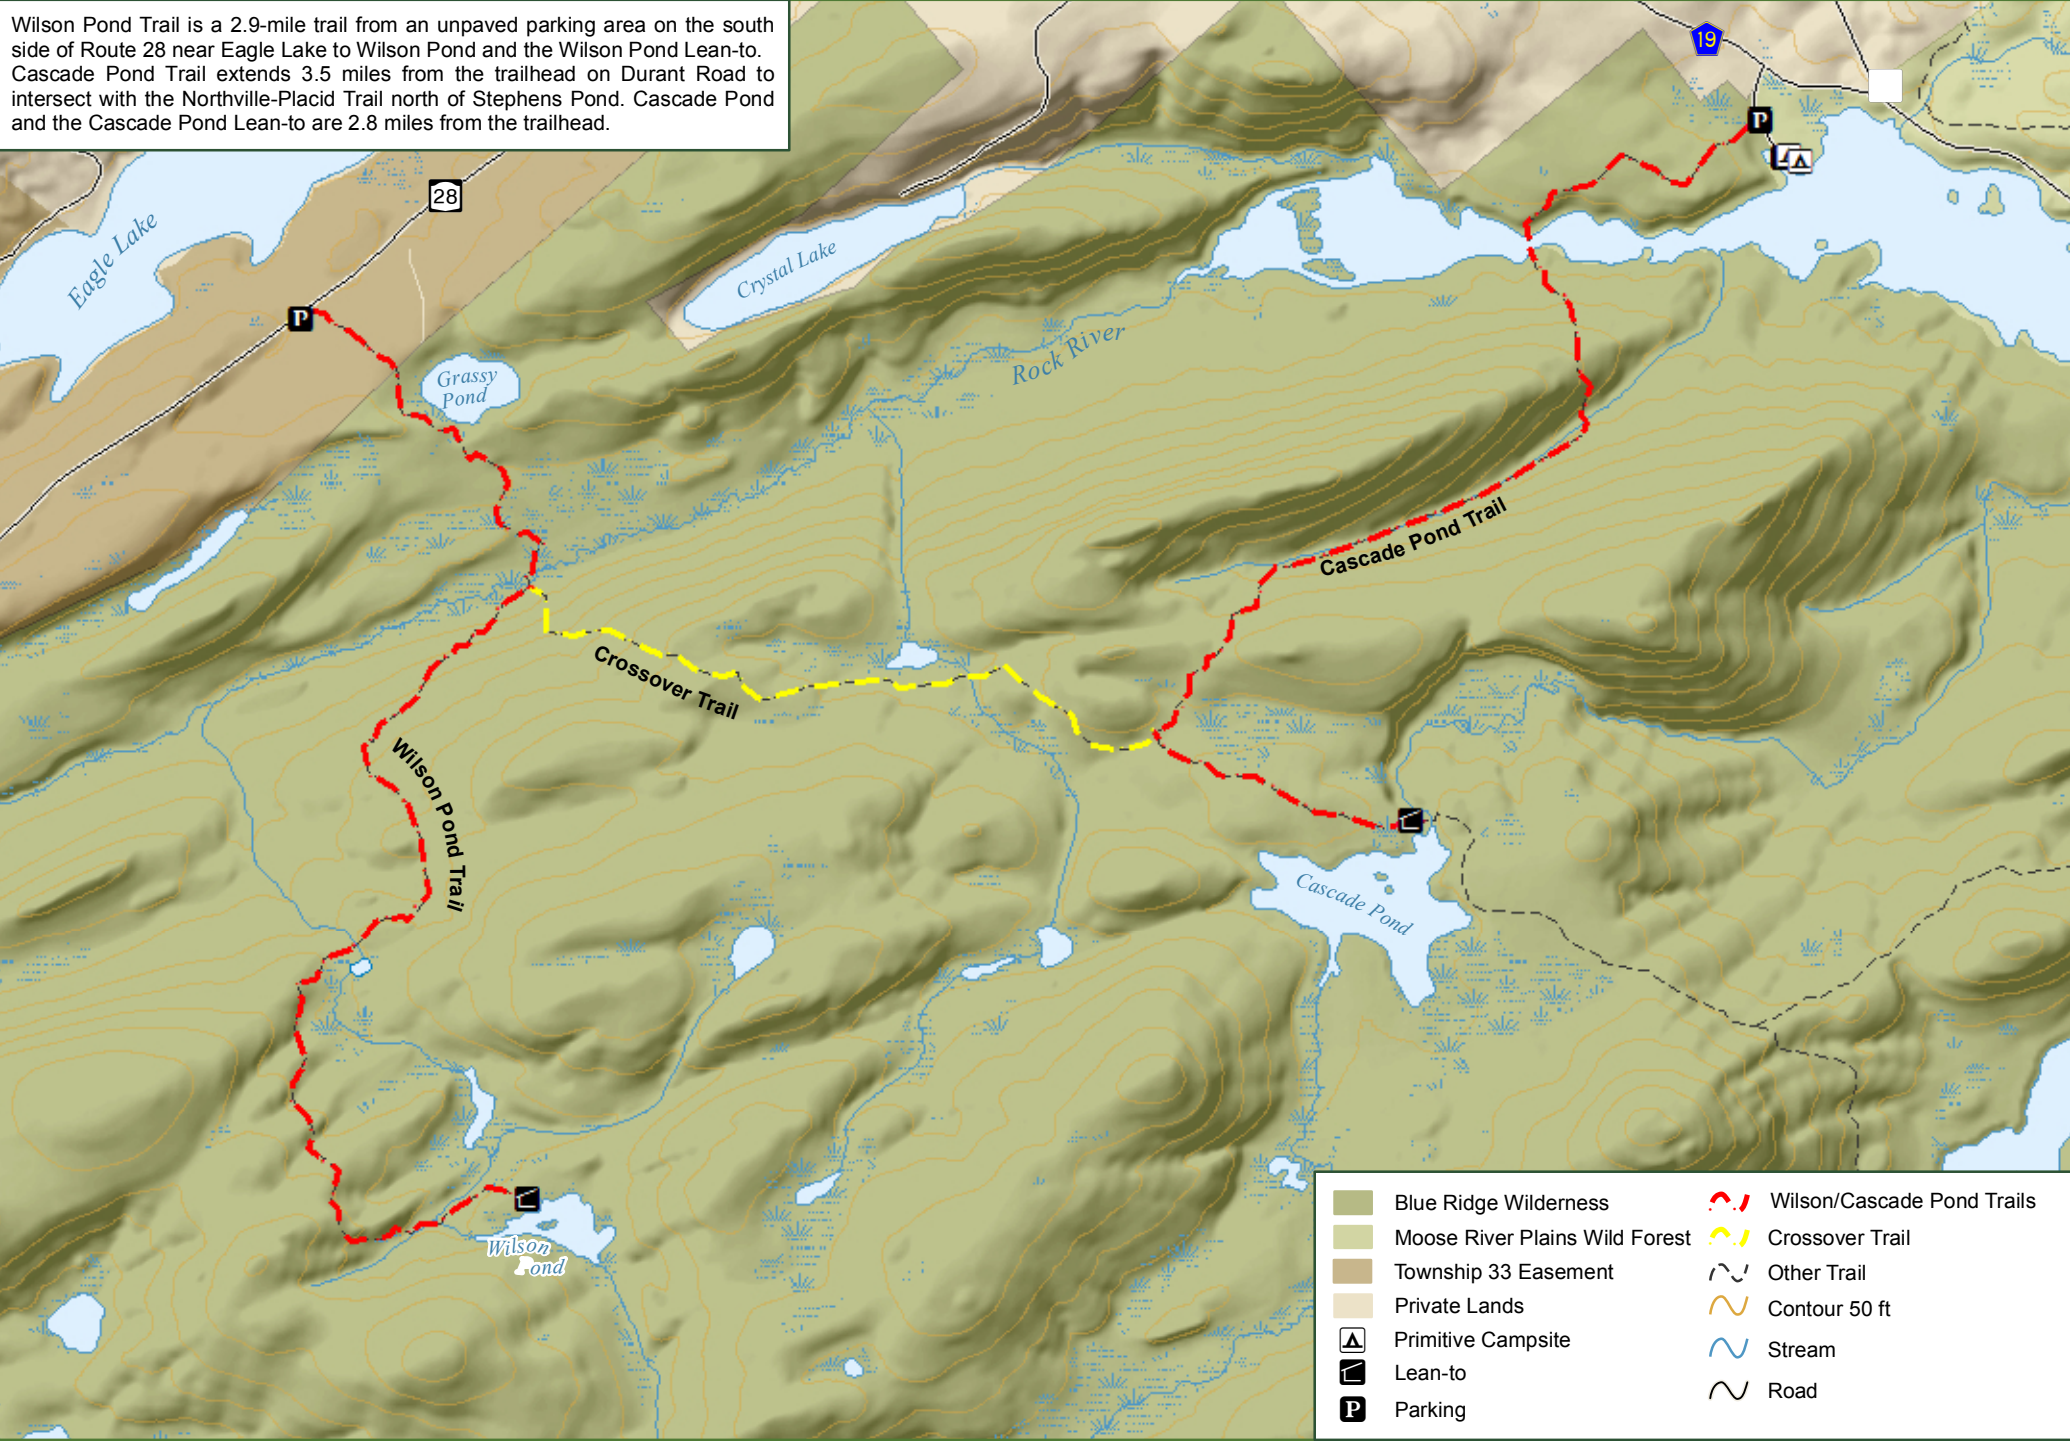 Wilson Pond Trail is a 2.9-mile trail from an unpaved parking area on the south
side of Route 28 near Eagle Lake to Wilson Pond and the Wilson Pond Lean-to.
Cascade Pond Trail extends 3.5 miles from the trailhead on Durant Road to
intersect with the Northville-Placid Trail north of Stephens Pond. Cascade Pond
and the Cascade Pond Lean-to are 2.8 miles from the trailhead.
19
P
28
Eagle Lake
Crystal Lake
P
Rock River
Grassy
Pond
Cascade Pond Trail
Crossover Trail
Wilson Pond Trail
Cascade Pond
Wilson
ond
Blue Ridge Wilderness
Moose River Plains Wild Forest
Township 33 Easement
Private Lands
Primitive Campsite
Lean-to
P Parking
Wilson/Cascade Pond Trails
Crossover Trail
Other Trail
Contour 50 ft
Stream
Road